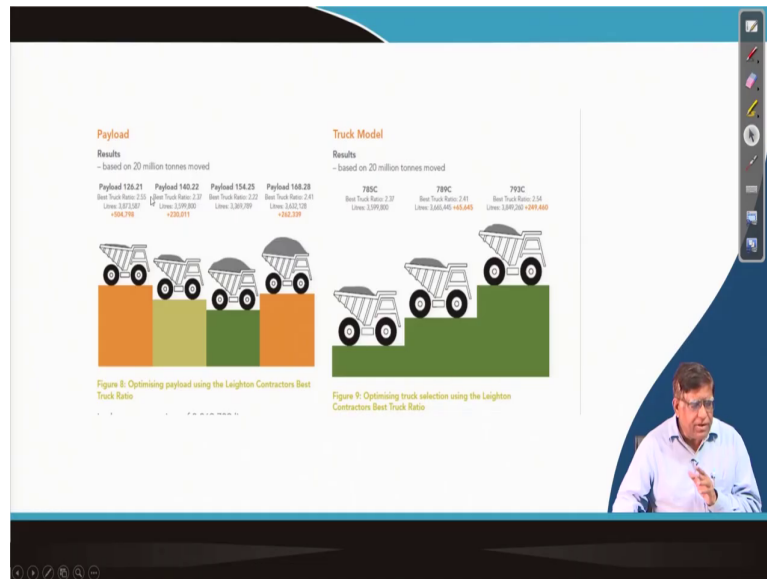 Payload
Results
– based on 20 million tonnes moved
Payload 126.21
Best Truck Ratio: 2.55
Litres: 3,873,587
+504,798
Payload 140.22
Best Truck Ratio: 2.37
Litres: 3,599,800
+230,011
Payload 154.25
Best Truck Ratio: 2.22
Litres: 3,369,789
Payload 168.28
Best Truck Ratio: 2.41
Litres: 3,632,128
+262,339
Figure 8: Optimising payload using the Leighton Contractors Best
Truck Ratio
Truck Model
Results
– based on 20 million tonnes moved
785C
Best Truck Ratio: 2.37
Litres: 3,599,800
789C
Best Truck Ratio: 2.41
Litres: 3,665,445 +65,645
793C
Best Truck Ratio: 2.54
Litres: 3,849,260 +249,460
Figure 9: Optimising truck selection using the Leighton
Contractors Best Truck Ratio